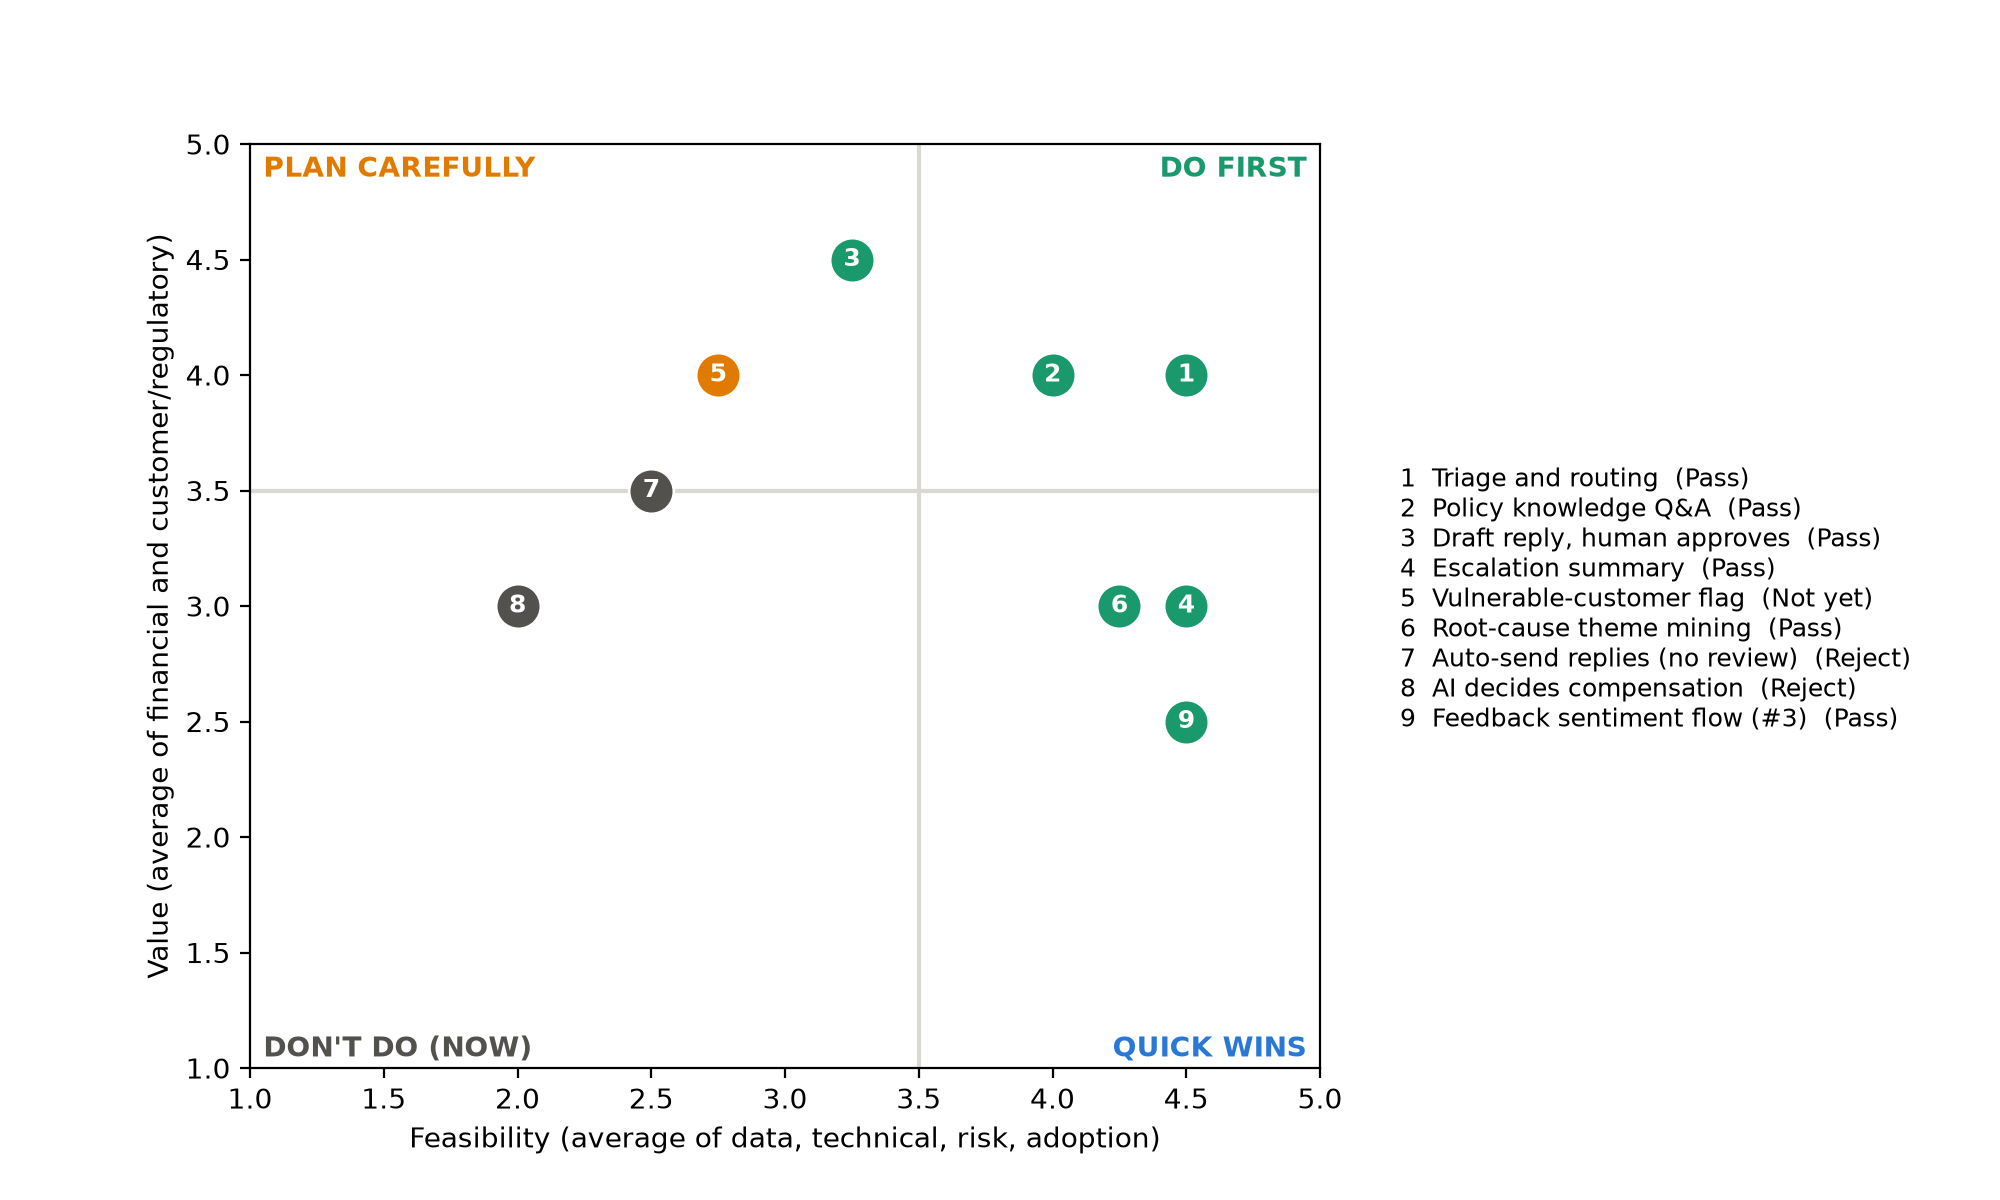 5.0
PLAN CAREFULLY
DO FIRST
4.5
3
4.0
5
2
1
3.5
7
3.0
8
6
4
2.5
9
2.0
1.5
1.0
DON'T DO (NOW)
QUICK WINS
1.0 1.5 2.0 2.5 3.0 3.5 4.0 4.5 5.0
Feasibility (average of data, technical, risk, adoption)
Value (average of financial and customer/regulatory)
1 Triage and routing (Pass)
2 Policy knowledge Q&A (Pass)
3 Draft reply, human approves (Pass)
4 Escalation summary (Pass)
5 Vulnerable-customer flag (Not yet)
6 Root-cause theme mining (Pass)
7 Auto-send replies (no review) (Reject)
8 AI decides compensation (Reject)
9 Feedback sentiment flow (#3) (Pass)